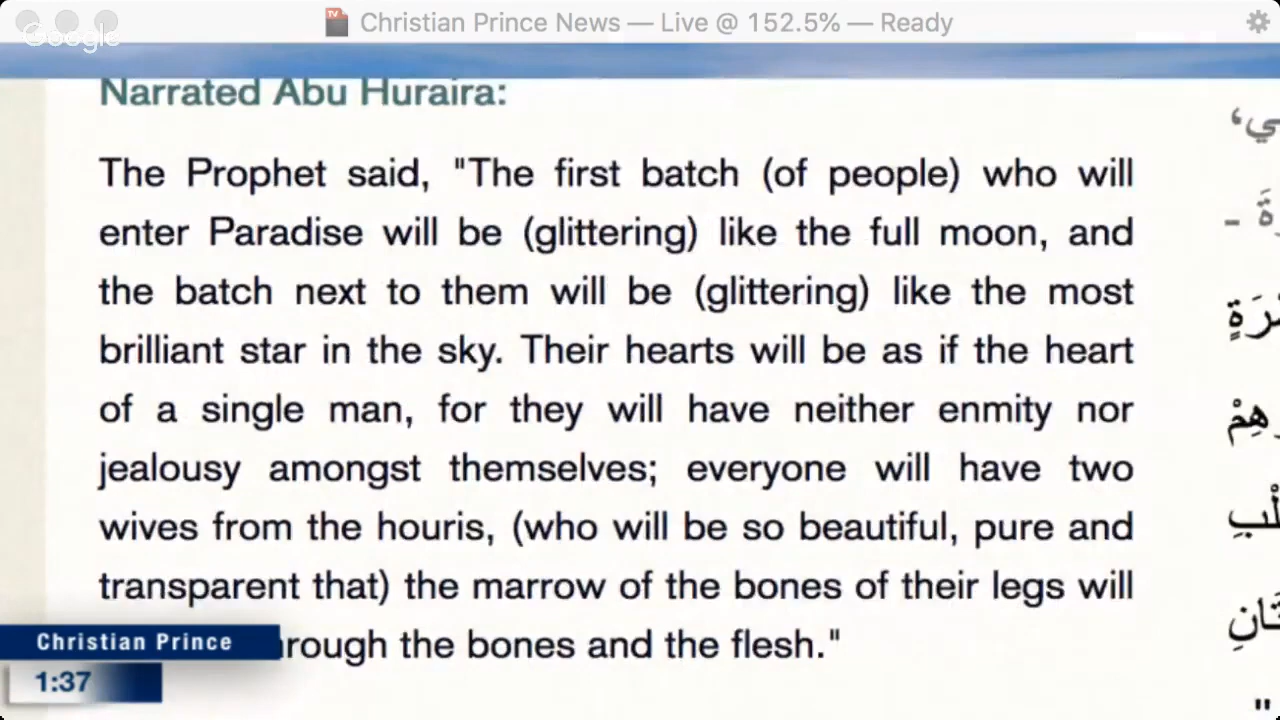 Christian Prince News — Live @ 152.5% — Ready
Google
Narrated Abu Huraira:
The Prophet said, "The first batch (of people) who will
enter Paradise will be (glittering) like the full moon, and
the batch next to them will be (glittering) like the most
brilliant star in the sky. Their hearts will be as if the heart
of a single man, for they will have neither enmity nor
jealousy amongst themselves; everyone will have two
wives from the houris, (who will be so beautiful, pure and
transparent that) the marrow of the bones of their legs will
the bones and the flesh."
Christian Prince
1:37